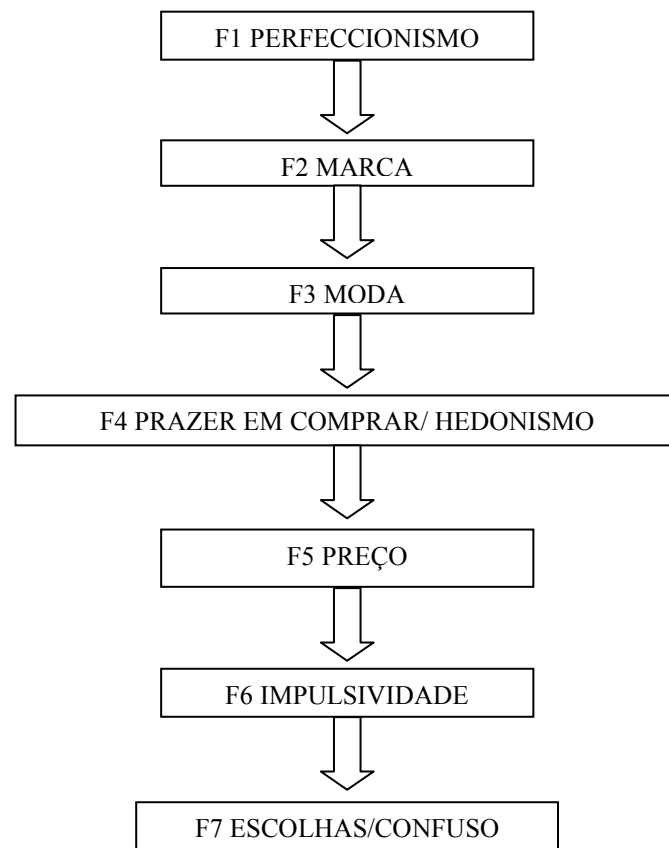 F1 PERFECCIONISMO
F2 MARCA
F3 MODA
F4 PRAZER EM COMPRAR/ HEDONISMO
F5 PREÇO
F6 IMPULSIVIDADE
F7 ESCOLHAS/CONFUSO